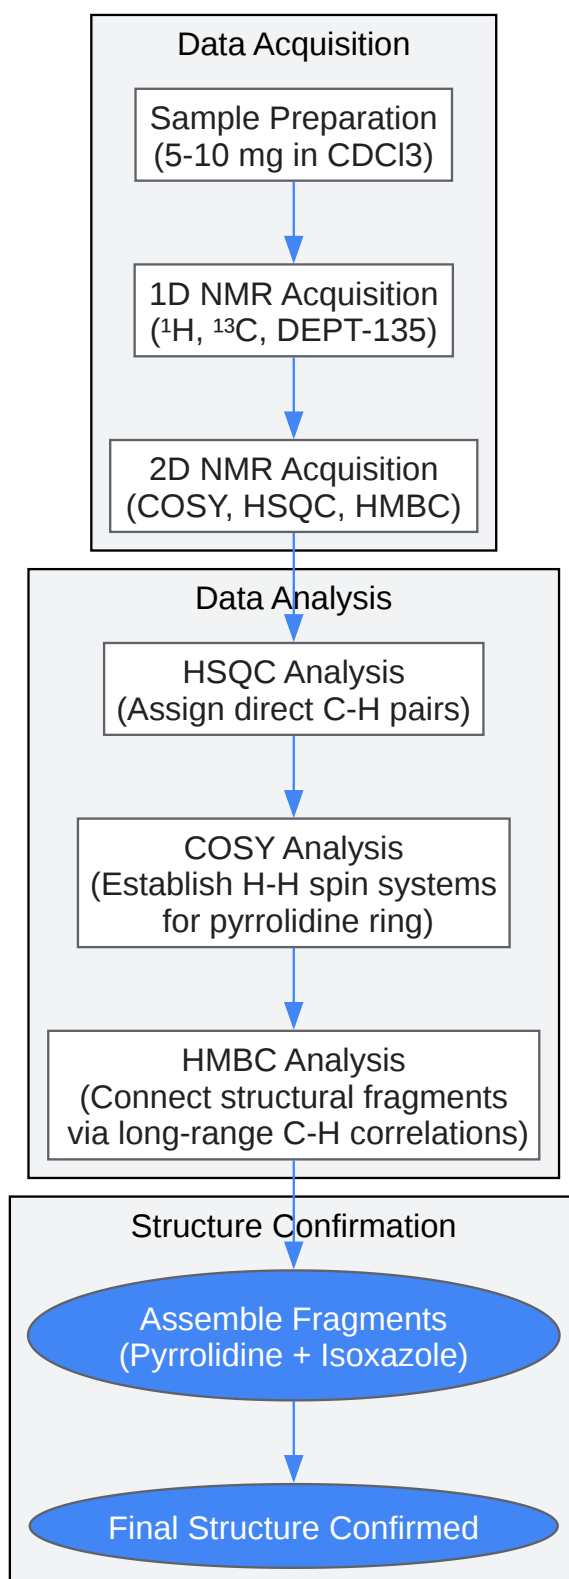 Data Acquisition
Sample Preparation
(5-10 mg in CDCl3)
1D NMR Acquisition
(¹H, ¹³C, DEPT-135)
2D NMR Acquisition
(COSY, HSQC, HMBC)
Data Analysis
HSQC Analysis
(Assign direct C-H pairs)
COSY Analysis
(Establish H-H spin systems
for pyrrolidine ring)
HMBC Analysis
(Connect structural fragments
via long-range C-H correlations)
Structure Confirmation
Assemble Fragments
(Pyrrolidine + Isoxazole)
Final Structure Confirmed